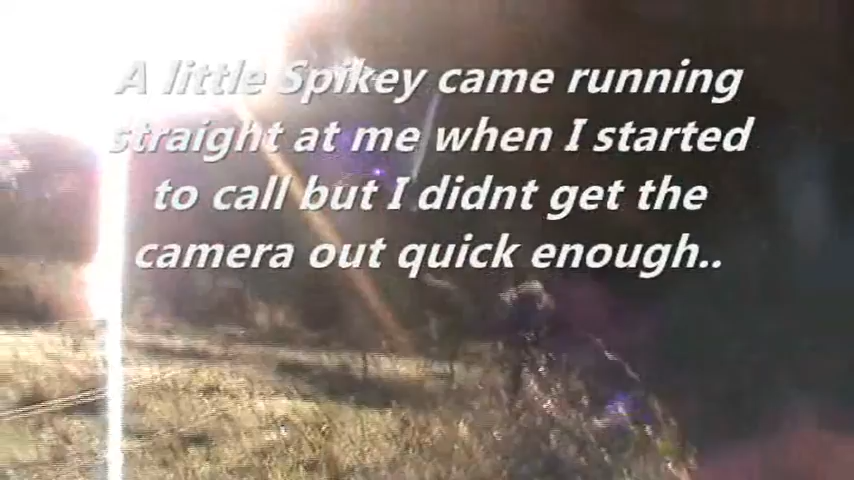 A little Spikey came running
straight at me when I started
to call but I didnt get the
camera out quick enough..